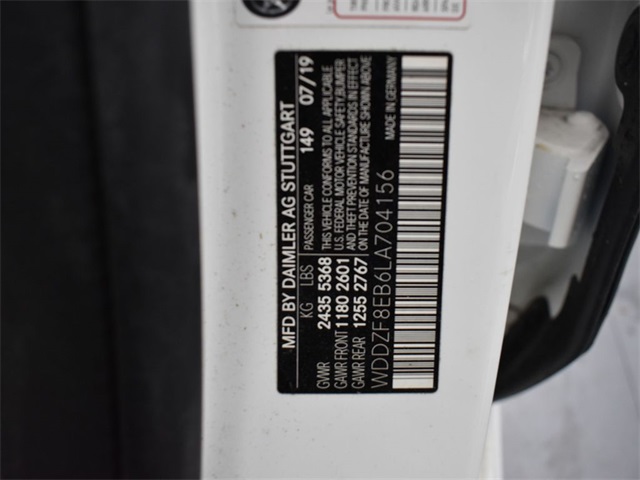 MFD BY DAIMLER AG STUTTGART
KG LBS PASSENGER CAR 149 07/19
GVWR 2435 5368 THIS VEHICLE CONFORMS TO ALL APPLICABLE
GAWR FRONT 1180 2601 U.S. FEDERAL MOTOR VEHICLE SAFETY, BUMPER
GAWR REAR 1255 2767 AND THEFT PREVENTION STANDARDS IN EFFECT
ON THE DATE OF MANUFACTURE SHOWN ABOVE
WDDZF8EB6LA704156 MADE IN GERMANY